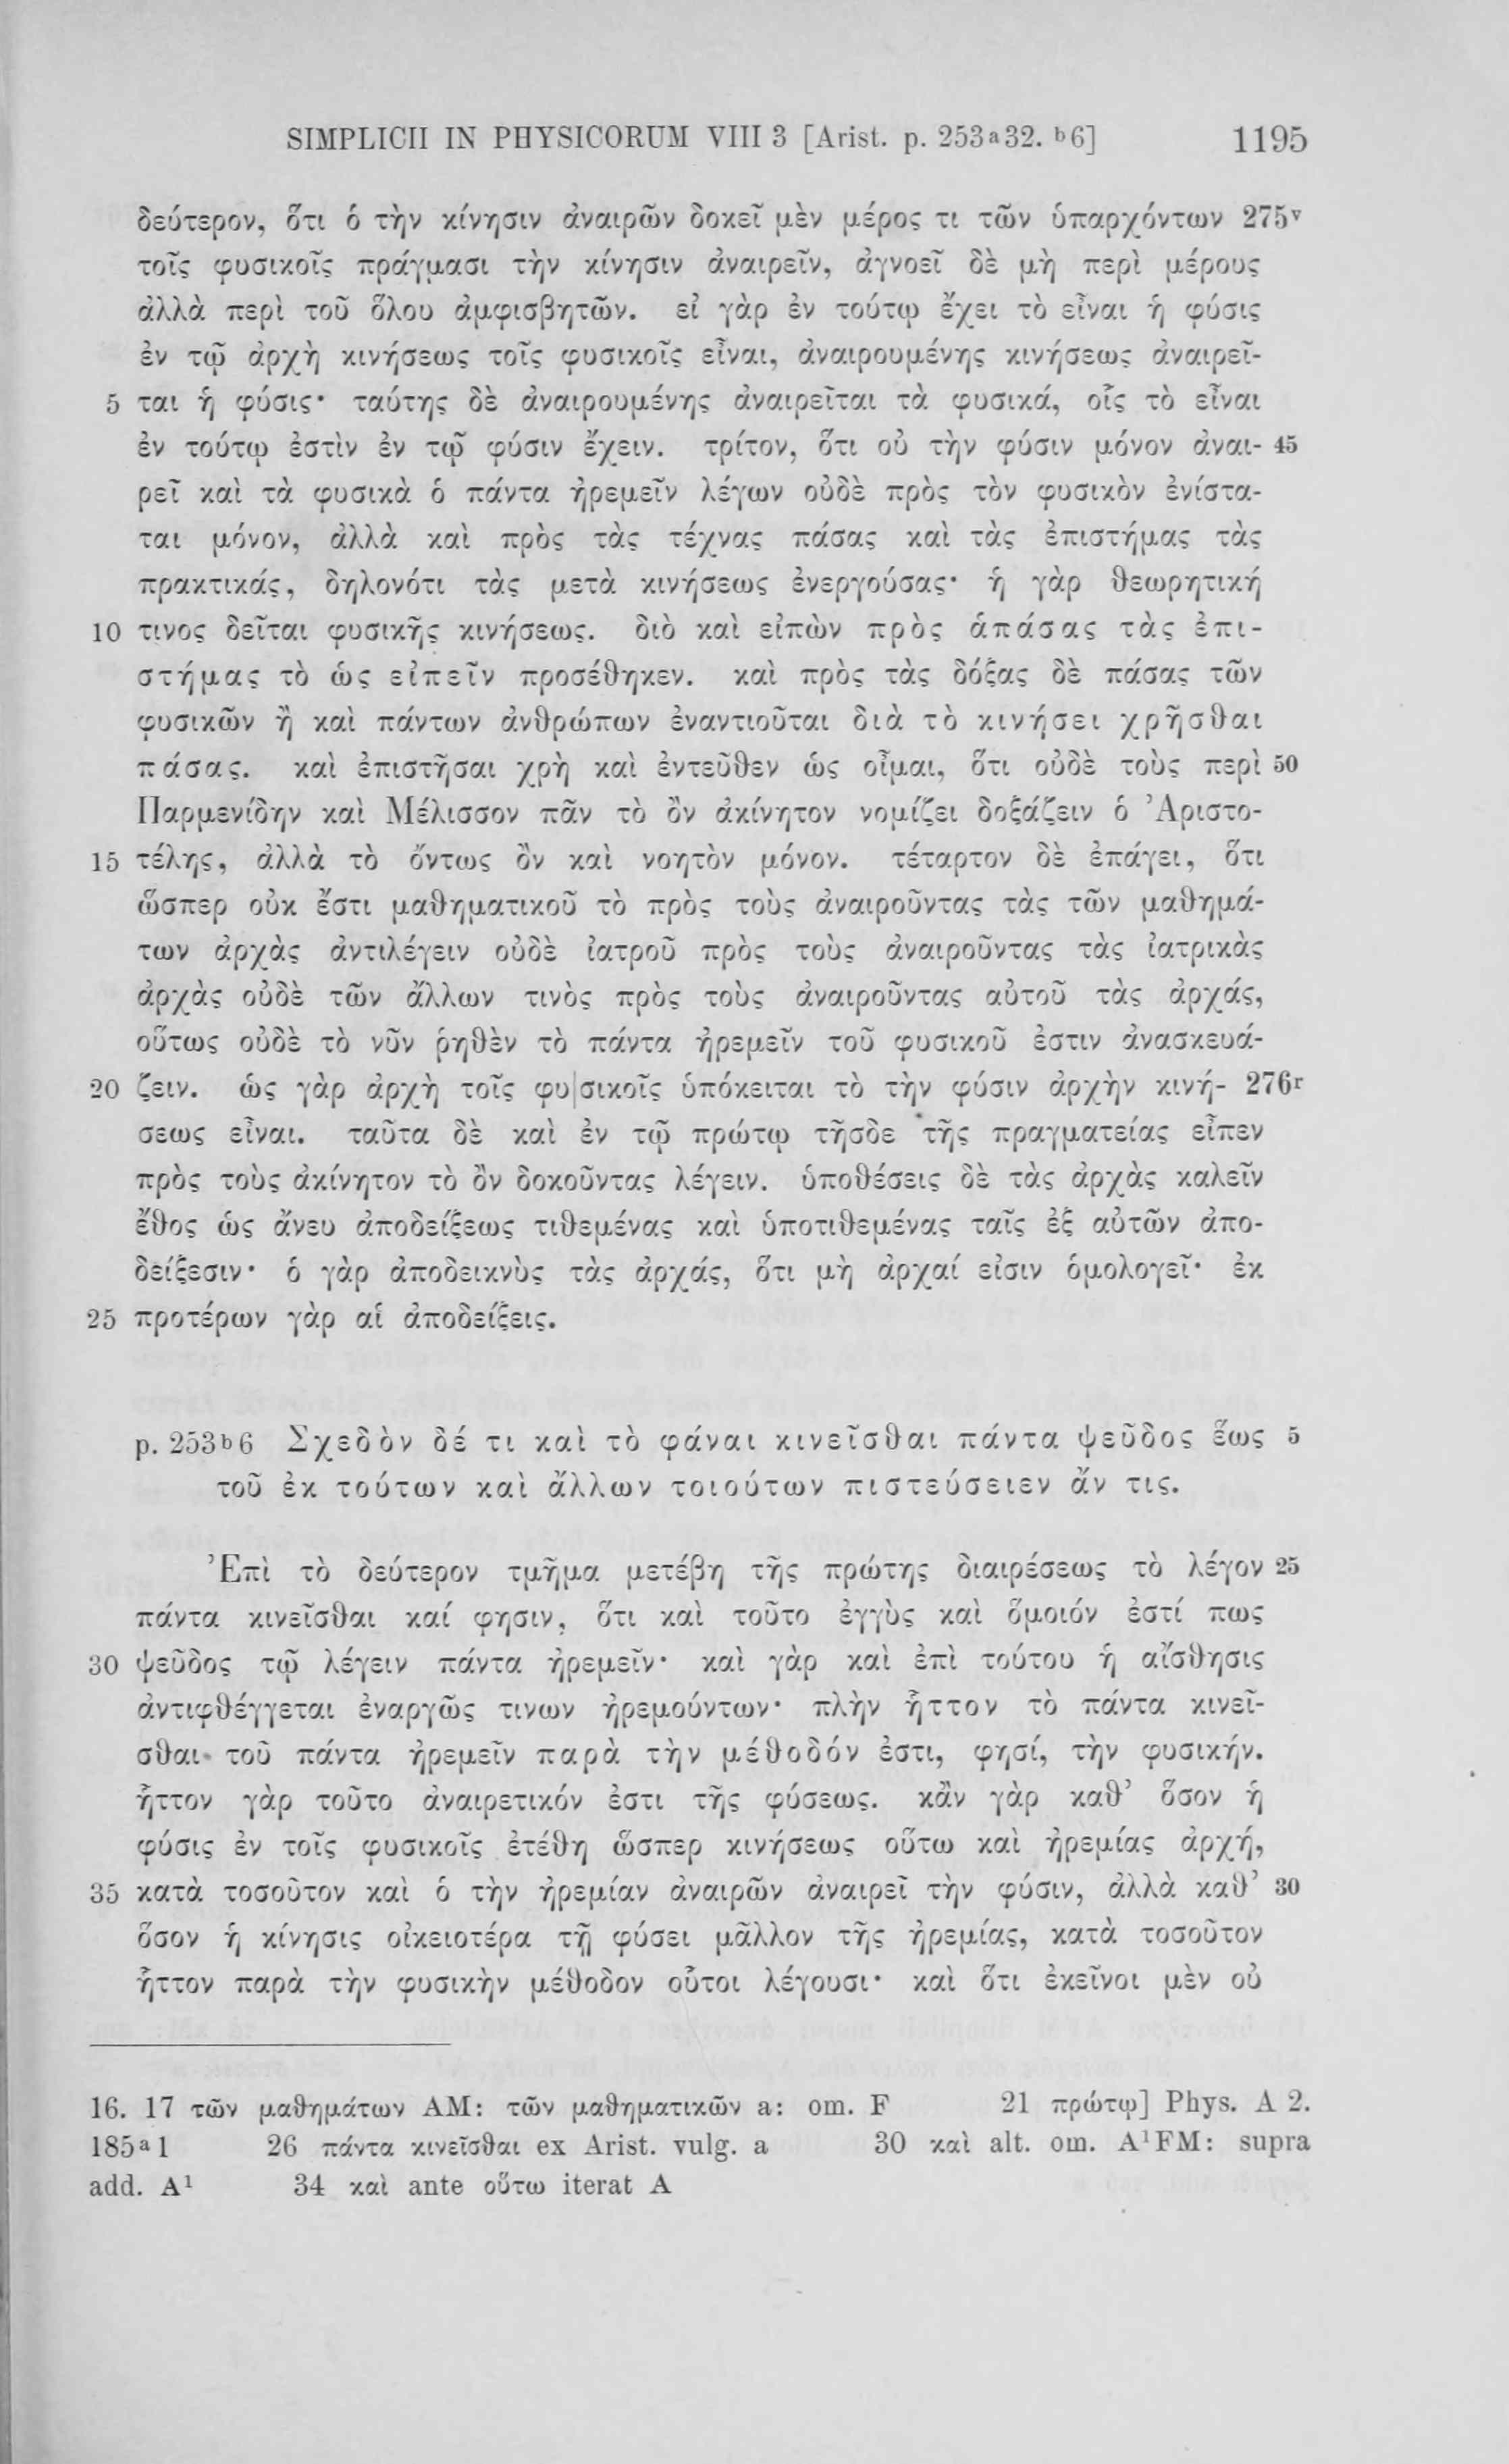 SIMPLICII IN PHYSICORUM VIII 3 [Arist. p. 253ᵃ32. ᵇ6] 1195
δεύτερον, ὅτι ὁ τὴν κίνησιν ἀναιρῶν δοκεῖ μὲν μέρος τι τῶν ὑπαρχόντων 275ᵛ
τοῖς φυσικοῖς πράγμασι τὴν κίνησιν ἀναιρεῖν, ἀγνοεῖ δὲ μὴ περὶ μέρους
ἀλλὰ περὶ τοῦ ὅλου ἀμφισβητῶν. εἰ γὰρ ἐν τούτῳ ἔχει τὸ εἶναι ἡ φύσις
ἐν τῷ ἀρχὴ κινήσεως τοῖς φυσικοῖς εἶναι, ἀναιρουμένης κινήσεως ἀναιρεῖ-
5 ται ἡ φύσις· ταύτης δὲ ἀναιρουμένης ἀναιρεῖται τὰ φυσικά, οἷς τὸ εἶναι
ἐν τούτῳ ἐστὶν ἐν τῷ φύσιν ἔχειν. τρίτον, ὅτι οὐ τὴν φύσιν μόνον ἀναι- 45
ρεῖ καὶ τὰ φυσικὰ ὁ πάντα ἠρεμεῖν λέγων οὐδὲ πρὸς τὸν φυσικὸν ἐνίστα-
ται μόνον, ἀλλὰ καὶ πρὸς τὰς τέχνας πάσας καὶ τὰς ἐπιστήμας τὰς
πρακτικάς, δηλονότι τὰς μετὰ κινήσεως ἐνεργούσας· ἡ γὰρ θεωρητική
10 τινος δεῖται φυσικῆς κινήσεως. διὸ καὶ εἰπὼν πρὸς ἁπάσας τὰς ἐπι-
στήμας τὸ ὡς εἰπεῖν προσέθηκεν. καὶ πρὸς τὰς δόξας δὲ πάσας τῶν
φυσικῶν ἢ καὶ πάντων ἀνθρώπων ἐναντιοῦται διὰ τὸ κινήσει χρῆσθαι
πάσας. καὶ ἐπιστῆσαι χρὴ καὶ ἐντεῦθεν ὡς οἶμαι, ὅτι οὐδὲ τοὺς περὶ 50
Παρμενίδην καὶ Μέλισσον πᾶν τὸ ὂν ἀκίνητον νομίζει δοξάζειν ὁ Ἀριστο-
15 τέλης, ἀλλὰ τὸ ὄντως ὂν καὶ νοητὸν μόνον. τέταρτον δὲ ἐπάγει, ὅτι
ὥσπερ οὐκ ἔστι μαθηματικοῦ τὸ πρὸς τοὺς ἀναιροῦντας τὰς τῶν μαθημά-
των ἀρχὰς ἀντιλέγειν οὐδὲ ἰατροῦ πρὸς τοὺς ἀναιροῦντας τὰς ἰατρικὰς
ἀρχὰς οὐδὲ τῶν ἄλλων τινὸς πρὸς τοὺς ἀναιροῦντας αὐτοῦ τὰς ἀρχάς,
οὕτως οὐδὲ τὸ νῦν ῥηθὲν τὸ πάντα ἠρεμεῖν τοῦ φυσικοῦ ἐστιν ἀνασκευά-
20 ζειν. ὡς γὰρ ἀρχὴ τοῖς φυ|σικοῖς ὑπόκειται τὸ τὴν φύσιν ἀρχὴν κινή- 276ʳ
σεως εἶναι. ταῦτα δὲ καὶ ἐν τῷ πρώτῳ τῆσδε τῆς πραγματείας εἶπεν
πρὸς τοὺς ἀκίνητον τὸ ὂν δοκοῦντας λέγειν. ὑποθέσεις δὲ τὰς ἀρχὰς καλεῖν
ἔθος ὡς ἄνευ ἀποδείξεως τιθεμένας καὶ ὑποτιθεμένας ταῖς ἐξ αὐτῶν ἀπο-
δείξεσιν· ὁ γὰρ ἀποδεικνὺς τὰς ἀρχάς, ὅτι μὴ ἀρχαί εἰσιν ὁμολογεῖ· ἐκ
25 προτέρων γὰρ αἱ ἀποδείξεις.
p. 253ᵇ6 Σχεδὸν δέ τι καὶ τὸ φάναι κινεῖσθαι πάντα ψεῦδος ἕως 5
τοῦ ἐκ τούτων καὶ ἄλλων τοιούτων πιστεύσειεν ἄν τις.
Ἐπὶ τὸ δεύτερον τμῆμα μετέβη τῆς πρώτης διαιρέσεως τὸ λέγον 25
πάντα κινεῖσθαι καί φησιν, ὅτι καὶ τοῦτο ἐγγὺς καὶ ὅμοιόν ἐστί πως
30 ψεῦδος τῷ λέγειν πάντα ἠρεμεῖν· καὶ γὰρ καὶ ἐπὶ τούτου ἡ αἴσθησις
ἀντιφθέγγεται ἐναργῶς τινων ἠρεμούντων· πλὴν ἧττον τὸ πάντα κινεῖ-
σθαι τοῦ πάντα ἠρεμεῖν παρὰ τὴν μέθοδόν ἐστι, φησί, τὴν φυσικήν.
ἧττον γὰρ τοῦτο ἀναιρετικόν ἐστι τῆς φύσεως. κἂν γὰρ καθ’ ὅσον ἡ
φύσις ἐν τοῖς φυσικοῖς ἐτέθη ὥσπερ κινήσεως οὕτω καὶ ἠρεμίας ἀρχή,
35 κατὰ τοσοῦτον καὶ ὁ τὴν ἠρεμίαν ἀναιρῶν ἀναιρεῖ τὴν φύσιν, ἀλλὰ καθ’ 30
ὅσον ἡ κίνησις οἰκειοτέρα τῇ φύσει μᾶλλον τῆς ἠρεμίας, κατὰ τοσοῦτον
ἧττον παρὰ τὴν φυσικὴν μέθοδον οὗτοι λέγουσι· καὶ ὅτι ἐκεῖνοι μὲν οὐ
16. 17 τῶν μαθημάτων AM: τῶν μαθηματικῶν a: om. F 21 πρώτῳ] Phys. A 2.
185ᵃ1 26 πάντα κινεῖσθαι ex Arist. vulg. a 30 καὶ alt. om. A¹FM: supra
add. A¹ 34 καὶ ante οὕτω iterat A